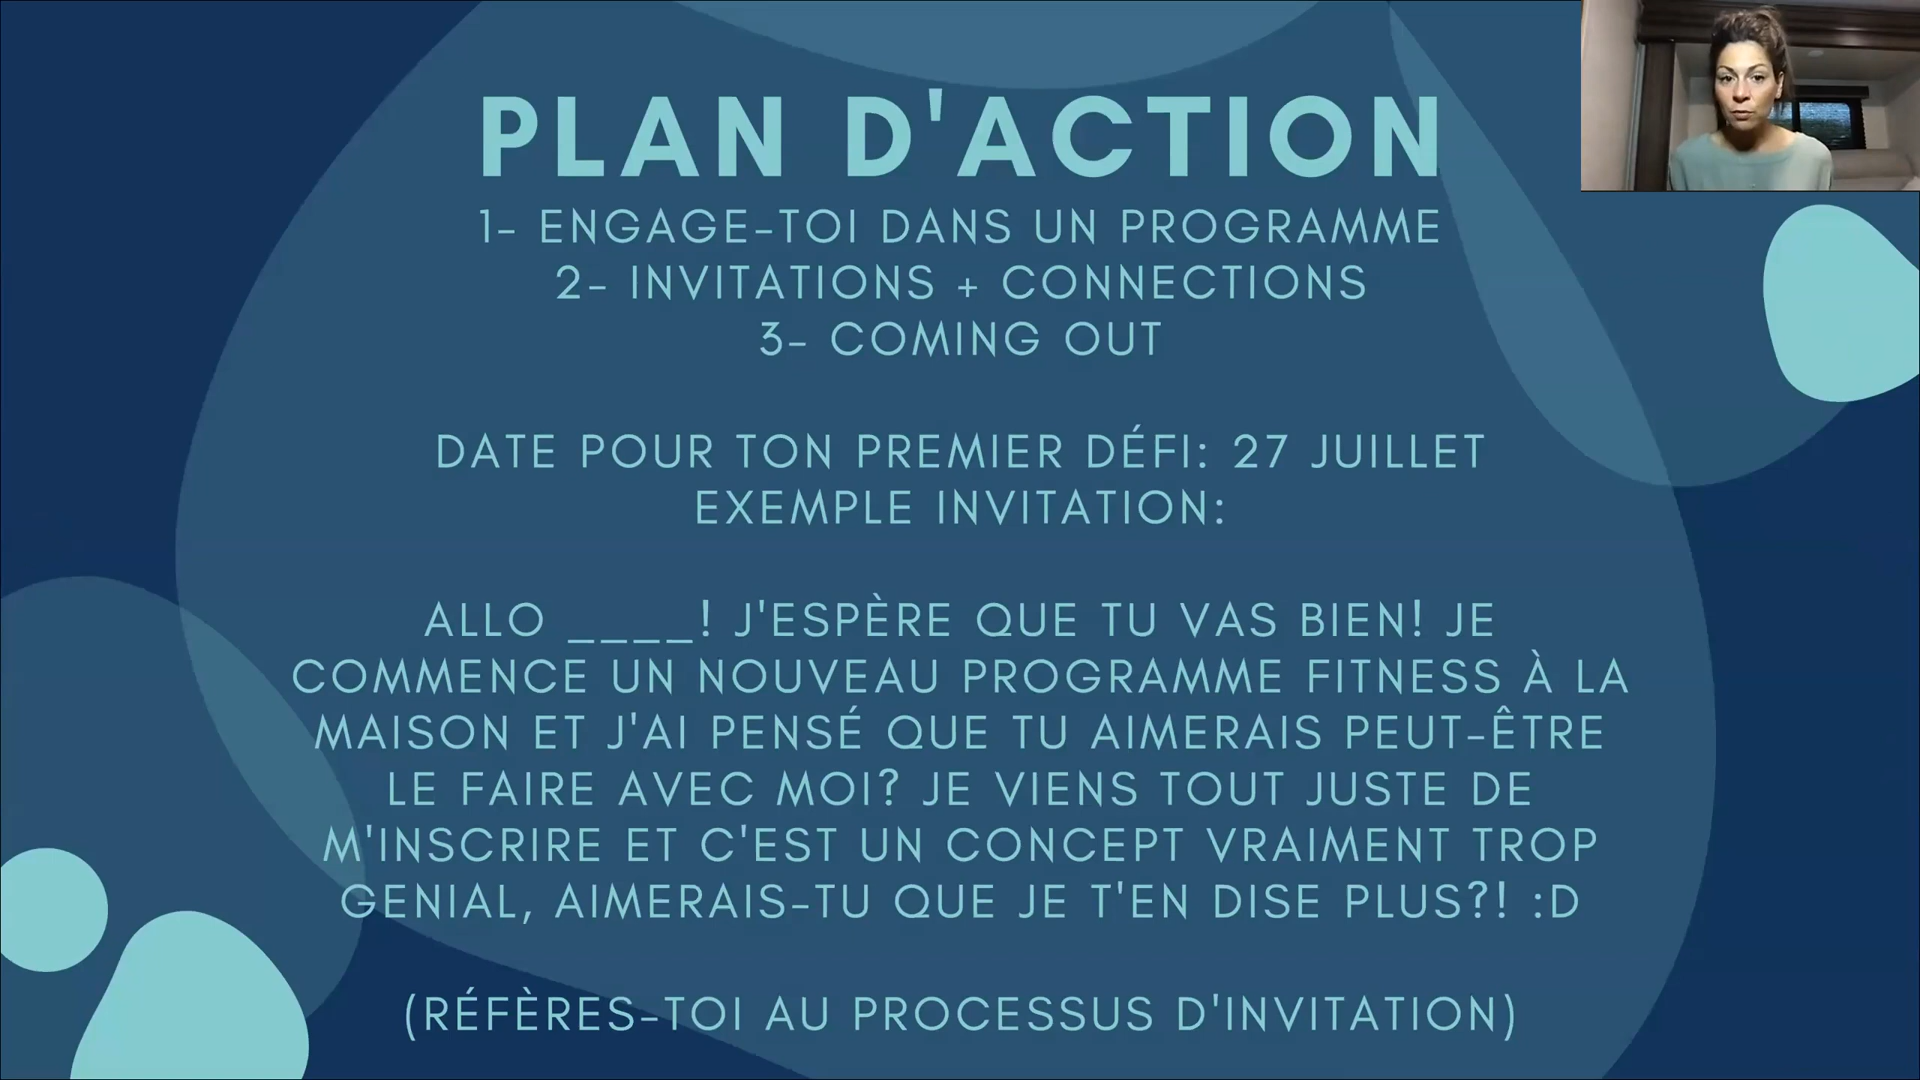 PLAN D'ACTION
1- ENGAGE-TOI DANS UN PROGRAMME
2- INVITATIONS + CONNECTIONS
3- COMING OUT
DATE POUR TON PREMIER DÉFI: 27 JUILLET
EXEMPLE INVITATION:
ALLO ____! J'ESPÈRE QUE TU VAS BIEN! JE
COMMENCE UN NOUVEAU PROGRAMME FITNESS À LA
MAISON ET J'AI PENSÉ QUE TU AIMERAIS PEUT-ÊTRE
LE FAIRE AVEC MOI? JE VIENS TOUT JUSTE DE
M'INSCRIRE ET C'EST UN CONCEPT VRAIMENT TROP
GENIAL, AIMERAIS-TU QUE JE T'EN DISE PLUS?! :D
(RÉFÈRES-TOI AU PROCESSUS D'INVITATION)